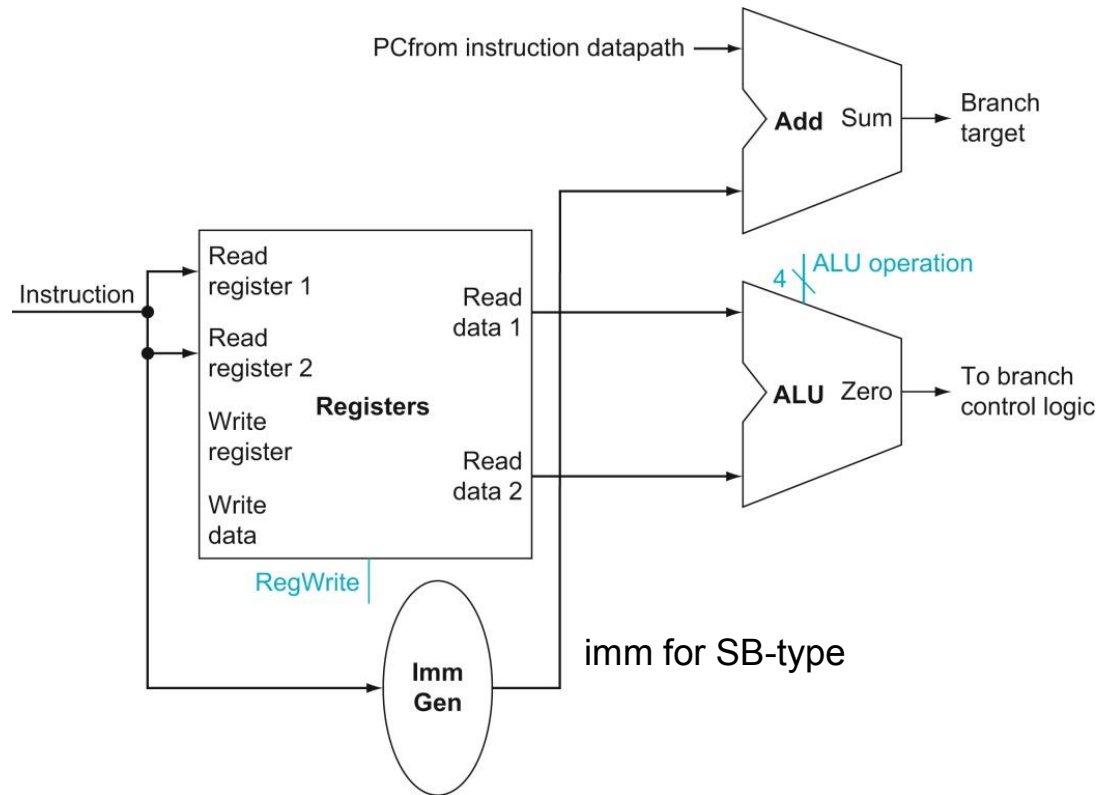 PCfrom instruction datapath
Add
Sum
Branch
target
Instruction
Read
register 1
Read
register 2
Write
register
Write
data
Registers
Read
data 1
Read
data 2
RegWrite
4
ALU operation
ALU
Zero
To branch
control logic
Imm
Gen
imm for SB-type